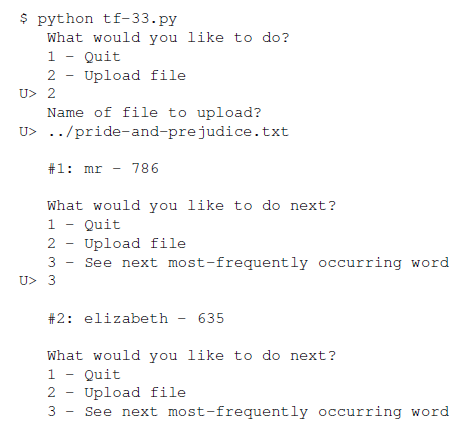 $ python tf-33.py
What would you like to do?
1 - Quit
2 - Upload file
U> 2
Name of file to upload?
U> ../pride-and-prejudice.txt
#1: mr - 786
What would you like to do next?
1 - Quit
2 - Upload file
3 - See next most-frequently occurring word
U> 3
#2: elizabeth - 635
What would you like to do next?
1 - Quit
2 - Upload file
3 - See next most-frequently occurring word